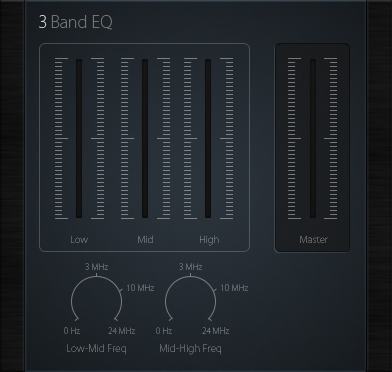 3 Band EQ
Low Mid High Master
3 MHz 3 MHz
10 MHz 10 MHz
0 Hz 24 MHz 0 Hz 24 MHz
Low-Mid Freq Mid-High Freq